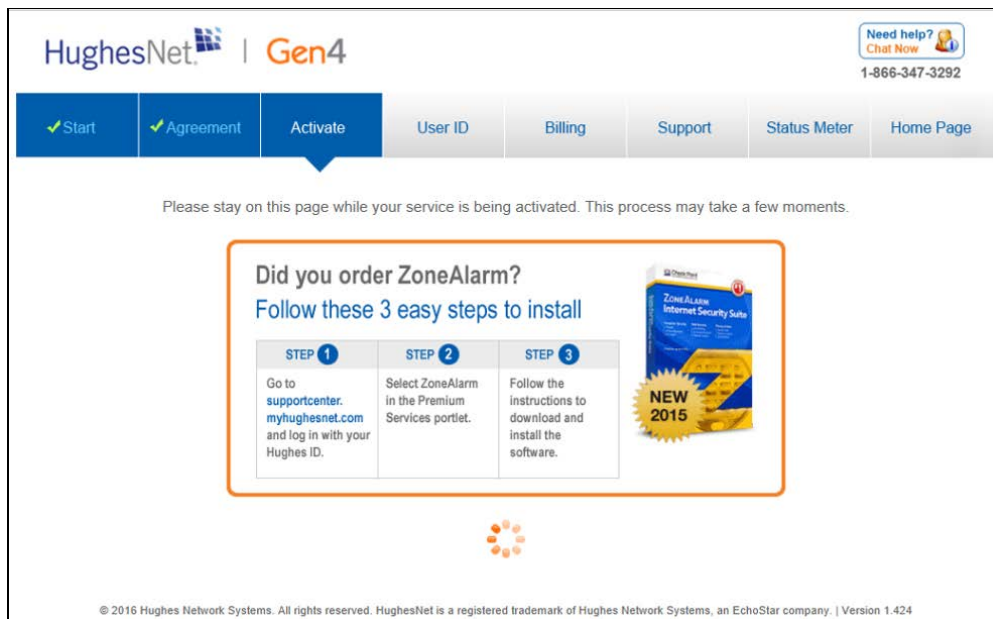 HughesNet. | Gen4
Need help?
Chat Now
1-866-347-3292
Start
Agreement
Activate
User ID
Billing
Support
Status Meter
Home Page
Please stay on this page while your service is being activated. This process may take a few moments.
Did you order ZoneAlarm?
Follow these 3 easy steps to install
STEP 1
Go to
supportcenter.
myhughesnet.com
and log in with your
Hughes ID.
STEP 2
Select ZoneAlarm
in the Premium
Services portlet.
STEP 3
Follow the
instructions to
download and
install the
software.
Check Point
#1
ZONEALARM
Internet Security Suite
NEW
2015
© 2016 Hughes Network Systems. All rights reserved. HughesNet is a registered trademark of Hughes Network Systems, an EchoStar company. | Version 1.424